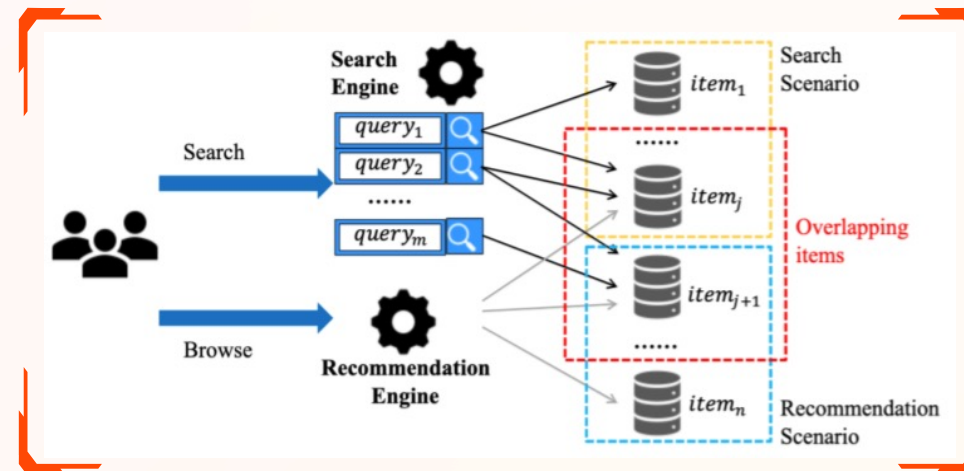 Search
Engine
query₁
query₂
......
queryₘ
Search
Browse
Recommendation
Engine
item₁
......
itemⱼ
itemⱼ₊₁
......
itemₙ
Search
Scenario
Overlapping
items
Recommendation
Scenario